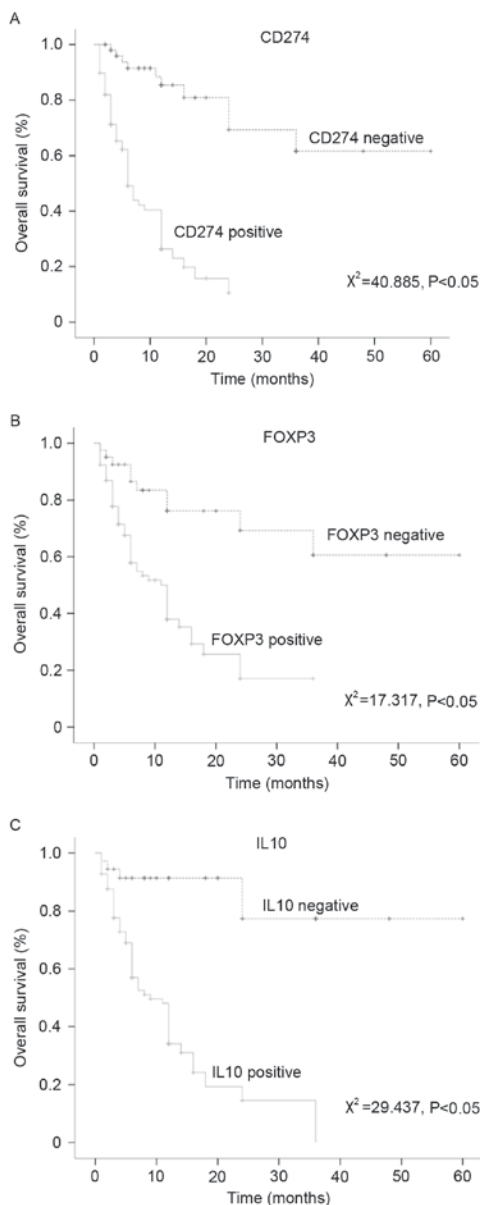 A
CD274
1.0
0.8
0.6
0.4
0.2
0
Overall survival (%)
CD274 negative
CD274 positive
X²=40.885, P<0.05
0 10 20 30 40 50 60
Time (months)
B
FOXP3
1.0
0.8
0.6
0.4
0.2
0
Overall survival (%)
FOXP3 negative
FOXP3 positive
X²=17.317, P<0.05
0 10 20 30 40 50 60
Time (months)
C
IL10
1.0
0.8
0.6
0.4
0.2
0
Overall survival (%)
IL10 negative
IL10 positive
X²=29.437, P<0.05
0 10 20 30 40 50 60
Time (months)